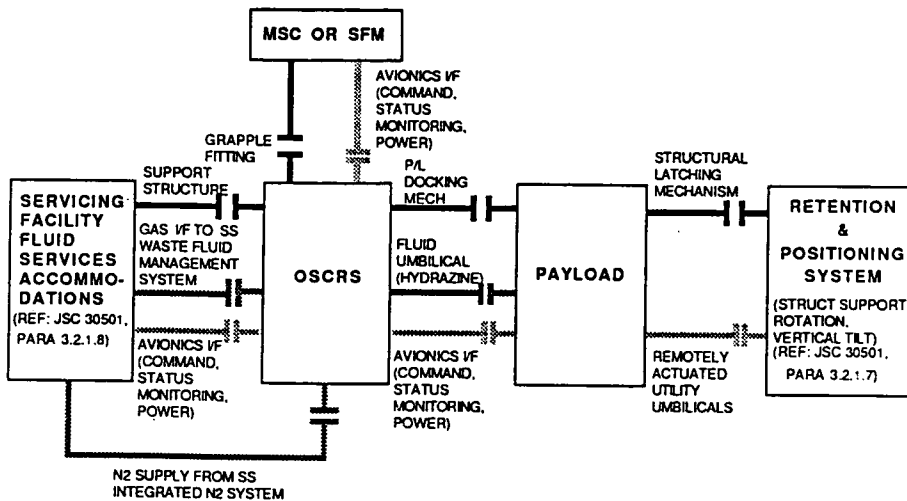 MSC OR SFM
AVIONICS I/F
(COMMAND,
STATUS
MONITORING,
POWER)
GRAPPLE
FITTING
SUPPORT
STRUCTURE
P/L
DOCKING
MECH
STRUCTURAL
LATCHING
MECHANISM
SERVICING
FACILITY
FLUID
SERVICES
ACCOMMO-
DATIONS
(REF: JSC 30501,
PARA 3.2.1.8)
GAS I/F TO SS
WASTE FLUID
MANAGEMENT
SYSTEM
OSCRS
FLUID
UMBILICAL
(HYDRAZINE)
PAYLOAD
RETENTION
&
POSITIONING
SYSTEM
(STRUCT SUPPORT
ROTATION,
VERTICAL TILT)
(REF: JSC 30501,
PARA 3.2.1.7)
AVIONICS I/F
(COMMAND,
STATUS
MONITORING,
POWER)
AVIONICS I/F
(COMMAND,
STATUS
MONITORING,
POWER)
REMOTELY
ACTUATED
UTILITY
UMBILICALS
N2 SUPPLY FROM SS
INTEGRATED N2 SYSTEM